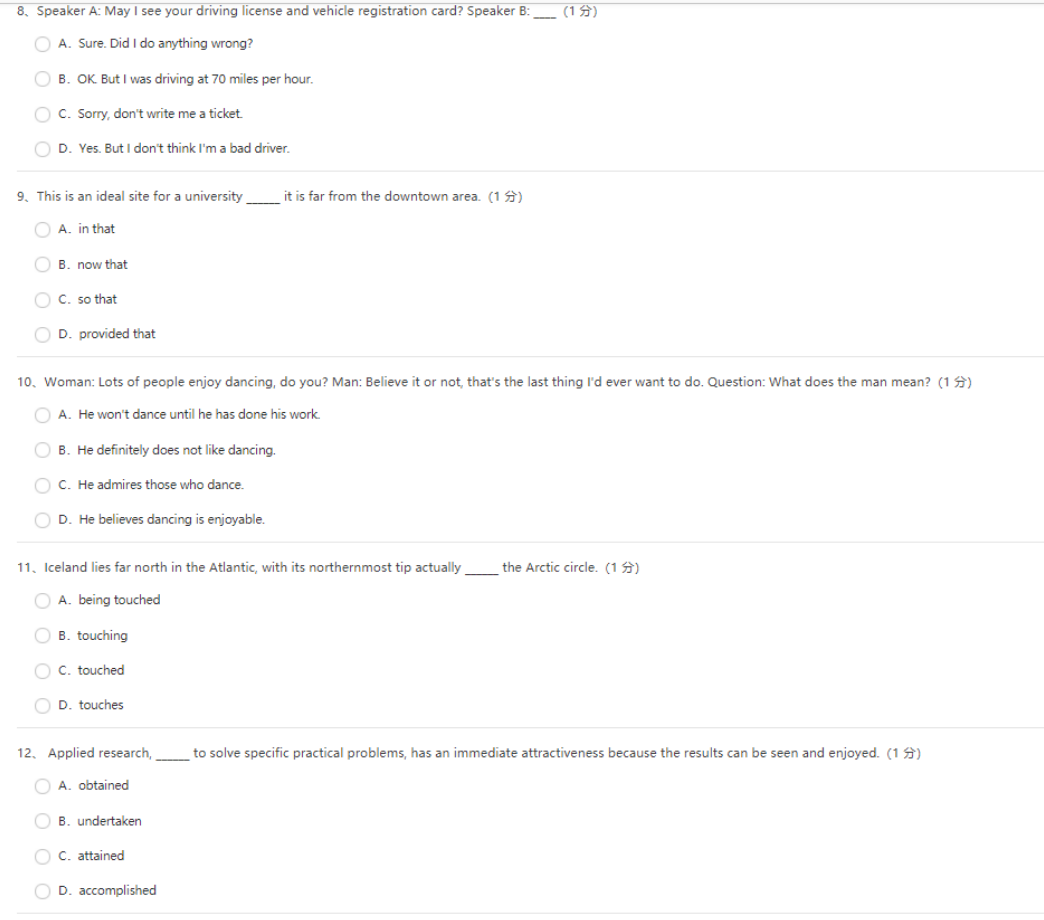 8、Speaker A: May I see your driving license and vehicle registration card? Speaker B: ____ (1 分)
A. Sure. Did I do anything wrong?
B. OK. But I was driving at 70 miles per hour.
C. Sorry, don't write me a ticket.
D. Yes. But I don't think I'm a bad driver.
9、This is an ideal site for a university _____ it is far from the downtown area. (1 分)
A. in that
B. now that
C. so that
D. provided that
10、Woman: Lots of people enjoy dancing, do you? Man: Believe it or not, that's the last thing I'd ever want to do. Question: What does the man mean? (1 分)
A. He won't dance until he has done his work.
B. He definitely does not like dancing.
C. He admires those who dance.
D. He believes dancing is enjoyable.
11、Iceland lies far north in the Atlantic, with its northernmost tip actually _____ the Arctic circle. (1 分)
A. being touched
B. touching
C. touched
D. touches
12、Applied research, _____ to solve specific practical problems, has an immediate attractiveness because the results can be seen and enjoyed. (1 分)
A. obtained
B. undertaken
C. attained
D. accomplished